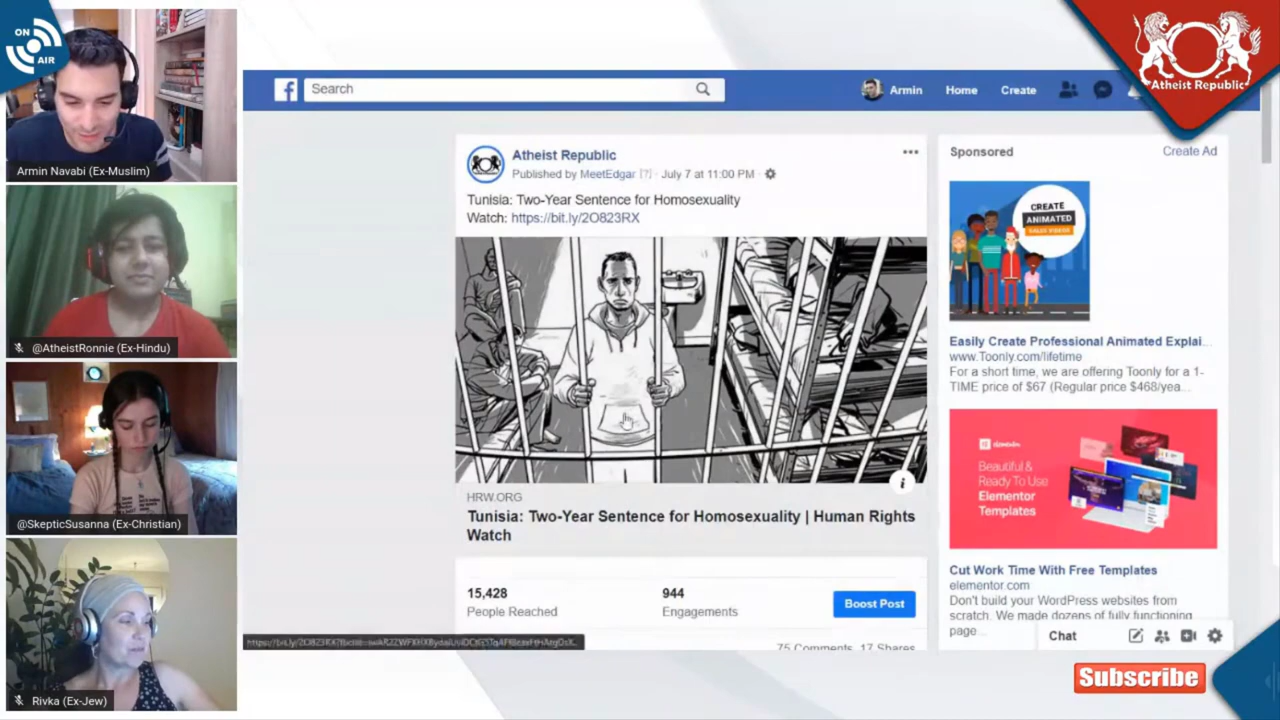 ON
AIR
Armin Navabi (Ex-Muslim)
@AtheistRonnie (Ex-Hindu)
@SkepticSusanna (Ex-Christian)
Rivka (Ex-Jew)
Search
Armin
Home
Create
Atheist Republic
Atheist Republic
Published by MeetEdgar [?] · July 7 at 11:00 PM ·
Tunisia: Two-Year Sentence for Homosexuality
Watch: https://bit.ly/2O823RX
HRW.ORG
Tunisia: Two-Year Sentence for Homosexuality | Human Rights
Watch
15,428
People Reached
944
Engagements
Boost Post
75 Comments 17 Shares
Sponsored
Create Ad
CREATE
ANIMATED
Easily Create Professional Animated Explai...
www.Toonly.com/lifetime
For a short time, we are offering Toonly for a 1-
TIME price of $67 (Regular price $468/yea...
elementor
Beautiful &
Ready To Use
Elementor
Templates
Cut Work Time With Free Templates
elementor.com
Don't build your WordPress websites from
scratch. We made dozens of fully functioning
page...
Chat
Subscribe